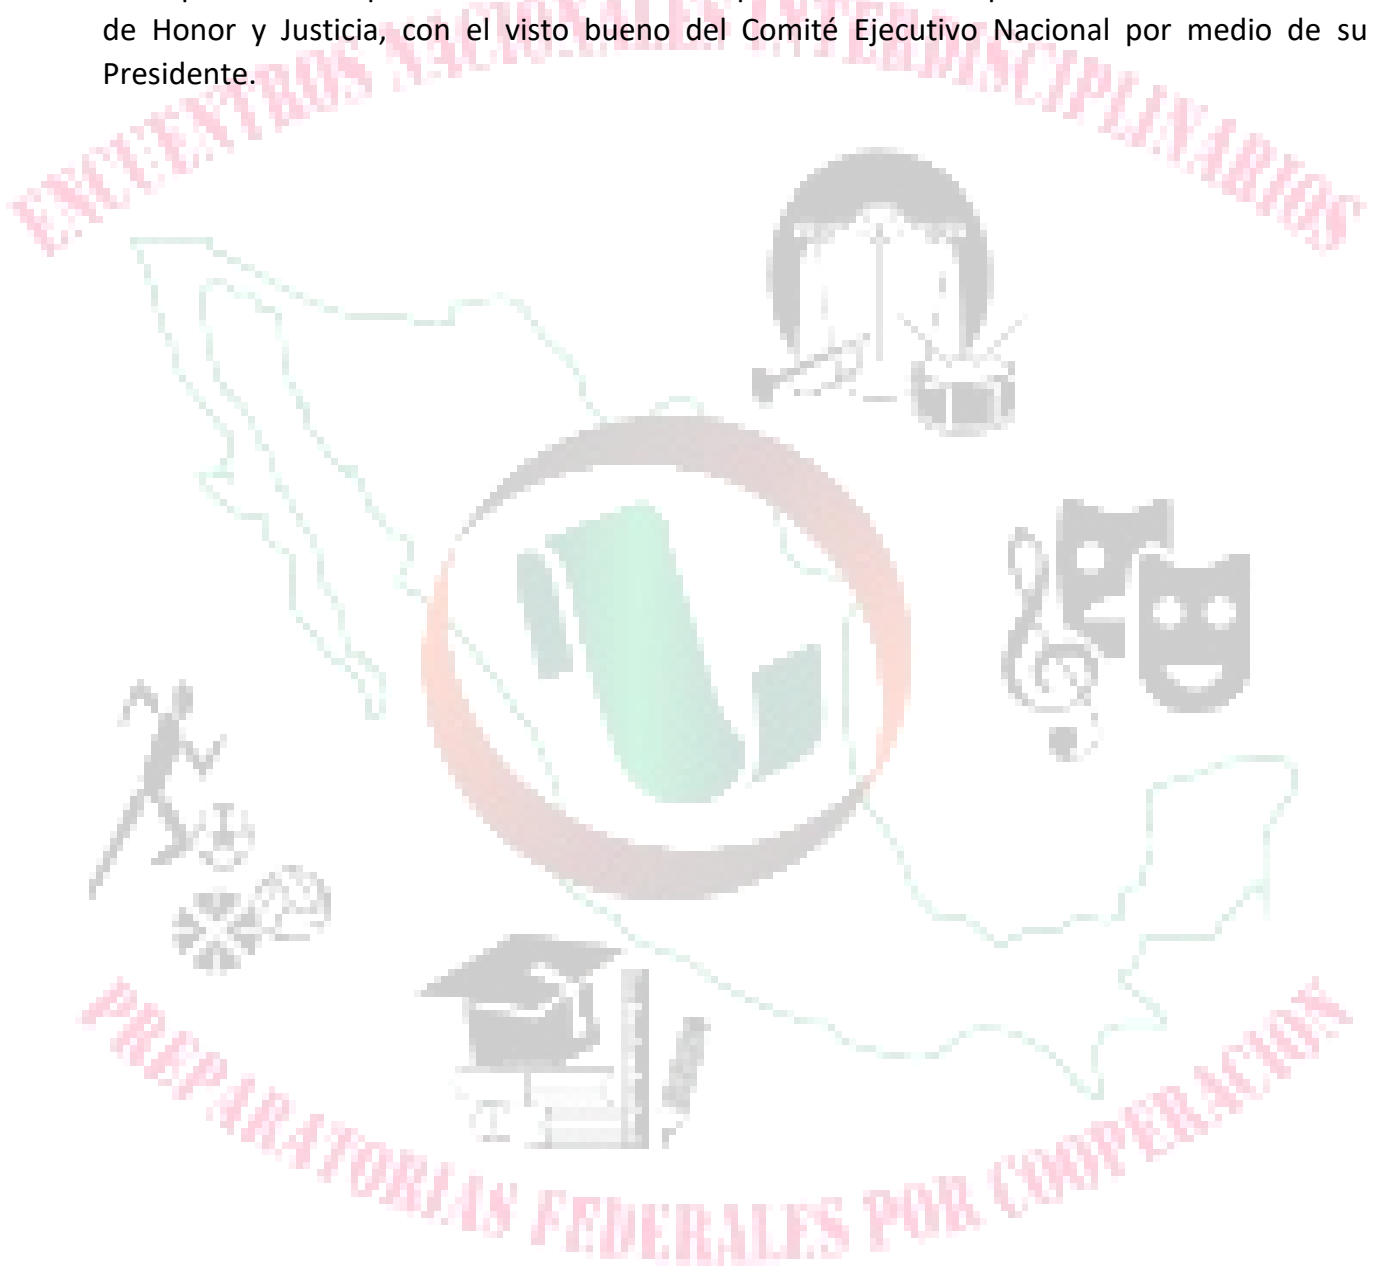 de Honor y Justicia, con el visto bueno del Comité Ejecutivo Nacional por medio de su
Presidente.
ENCUENTROS NACIONALES INTERDISCIPLINARIOS
PREPARATORIAS FEDERALES POR COOPERACION